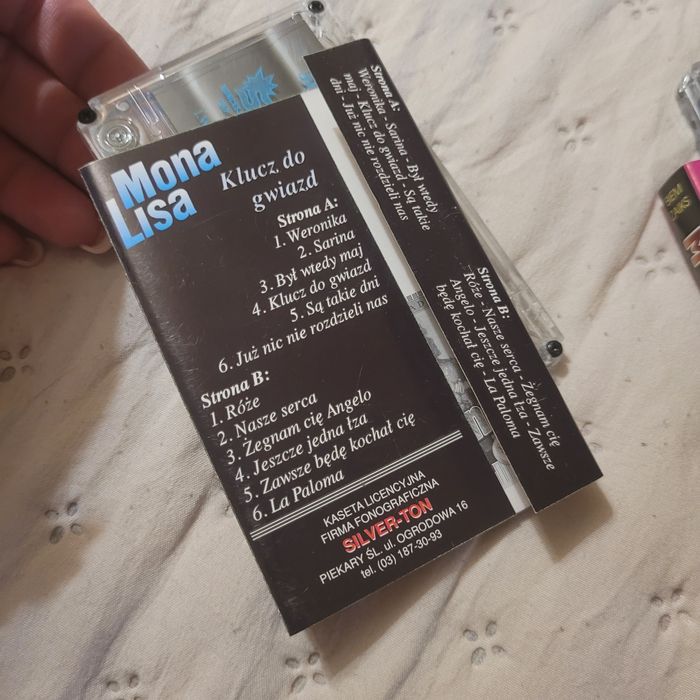 Mona
Lisa
Klucz do
gwiazd
Strona A:
1. Weronika
2. Sarina
3. Był wtedy maj
4. Klucz do gwiazd
5. Są takie dni
6. Już nic nie rozdzieli nas
Strona B:
1. Róże
2. Nasze serca
3. Żegnam cię Angelo
4. Jeszcze jedna łza
5. Zawsze będę kochał cię
6. La Paloma
KASETA LICENCYJNA
FIRMA FONOGRAFICZNA
SILVER-TON
PIEKARY ŚL. ul. OGRODOWA 16
tel. (03) 187-30-93
Strona A:
Weronika - Sarina - Był wtedy
maj - Klucz do gwiazd - Są takie
dni - Już nic nie rozdzieli nas
Strona B:
Róże - Nasze serca - Żegnam cię
Angelo - Jeszcze jedna łza - Zawsze
będę kochał cię - La Paloma